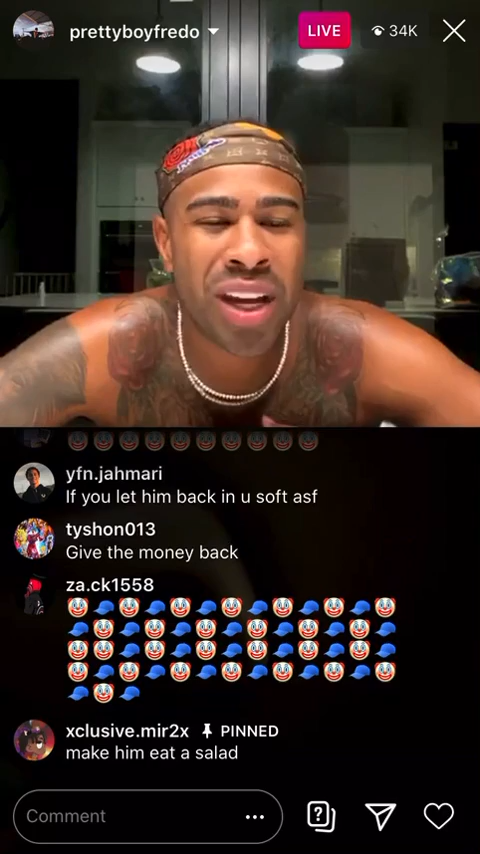 prettyboyfredo
LIVE
34K
yfn.jahmari
If you let him back in u soft asf
tyshon013
Give the money back
za.ck1558
🤡🧢🤡🧢🤡🧢🤡🧢🤡🧢🤡🧢🤡
🧢🤡🧢🤡🧢🤡🧢🤡🧢🤡🧢🤡🧢
🤡🧢🤡🧢🤡🧢🤡🧢🤡🧢🤡🧢🤡
🤡🧢🤡🧢🤡🧢🤡🧢🤡🧢🤡🧢🤡
🧢🤡🧢
xclusive.mir2x PINNED
make him eat a salad
Comment